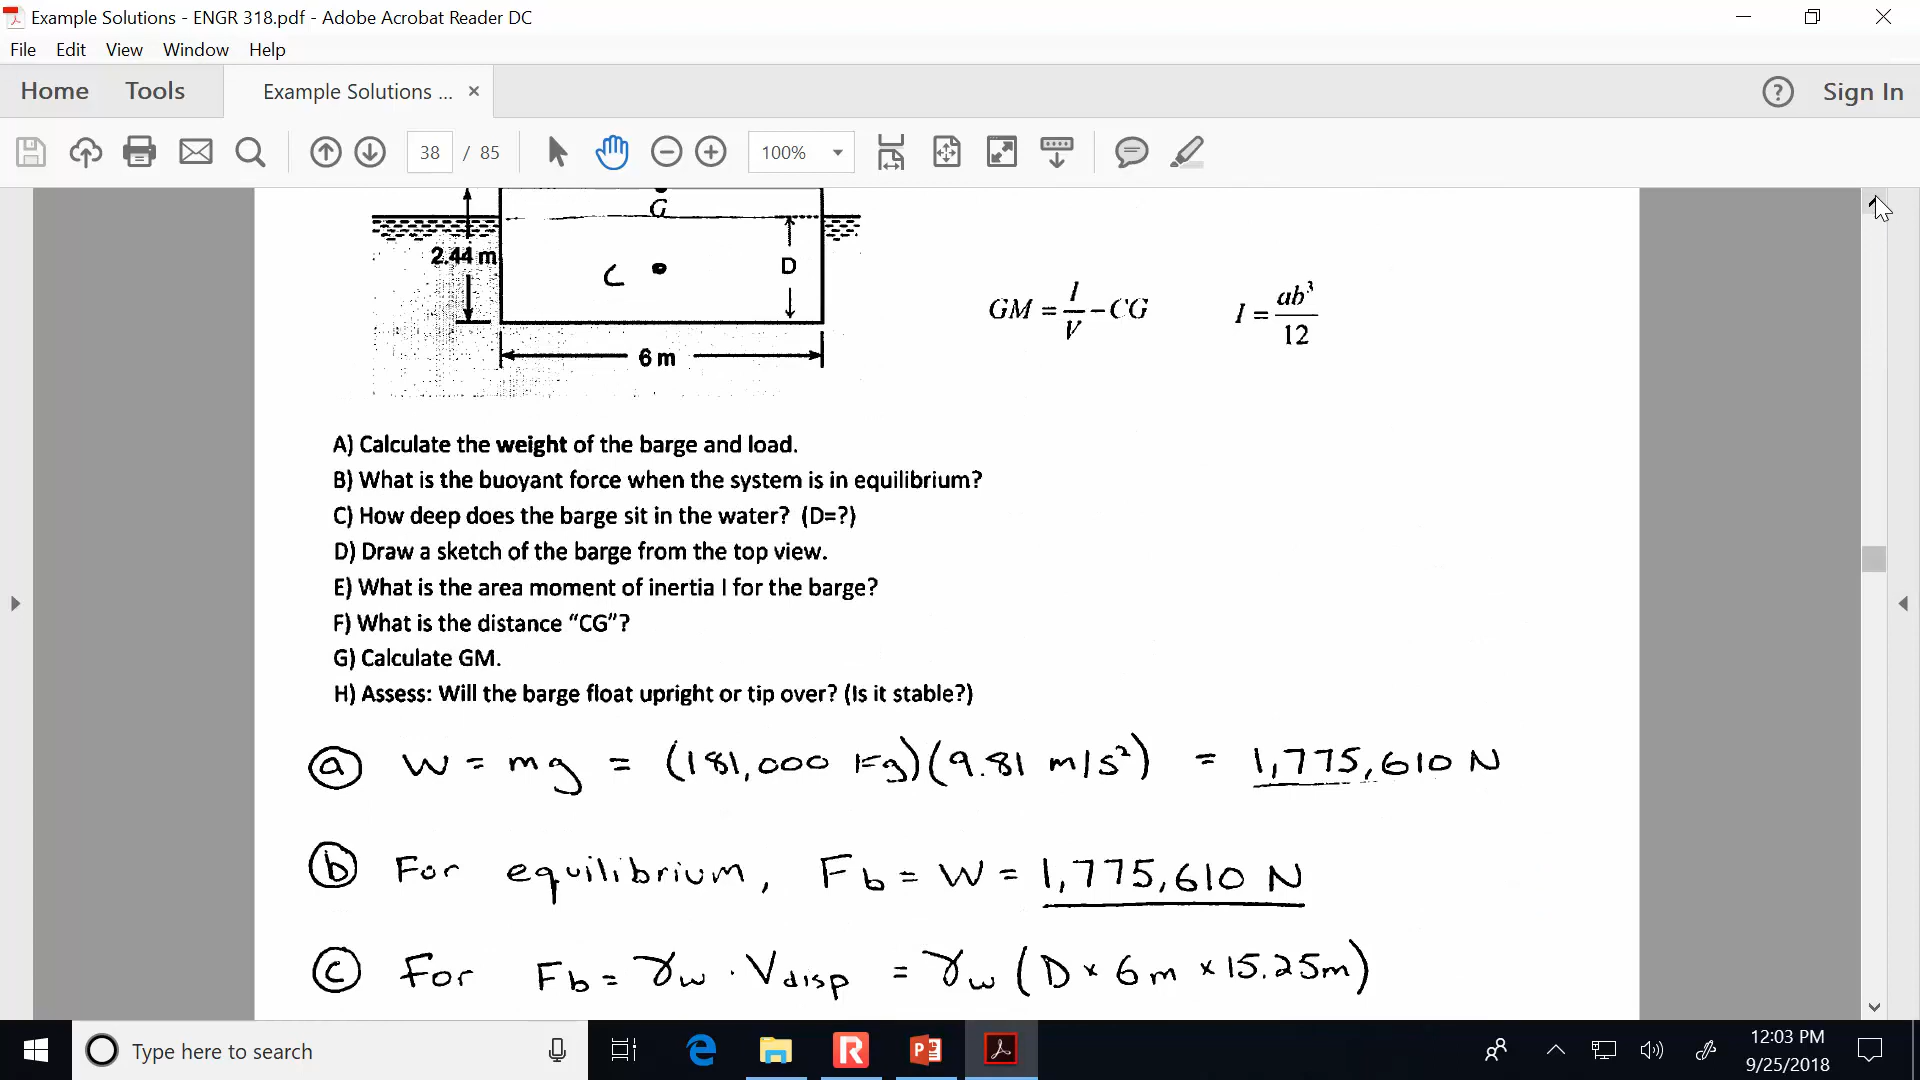 Example Solutions - ENGR 318.pdf - Adobe Acrobat Reader DC
File Edit View Window Help
Home Tools Example Solutions ... × ? Sign In
38 / 85 100%
G
2.44 m
C D
6 m
GM = I/V − CG I = ab³/12
A) Calculate the weight of the barge and load.
B) What is the buoyant force when the system is in equilibrium?
C) How deep does the barge sit in the water? (D=?)
D) Draw a sketch of the barge from the top view.
E) What is the area moment of inertia I for the barge?
F) What is the distance “CG”?
G) Calculate GM.
H) Assess: Will the barge float upright or tip over? (Is it stable?)
ⓐ W = mg = (181,000 kg)(9.81 m/s²) = 1,775,610 N
ⓑ For equilibrium, Fb = W = 1,775,610 N
ⓒ For Fb = γw · Vdisp = γw (D × 6m × 15.25m)
Type here to search
12:03 PM
9/25/2018